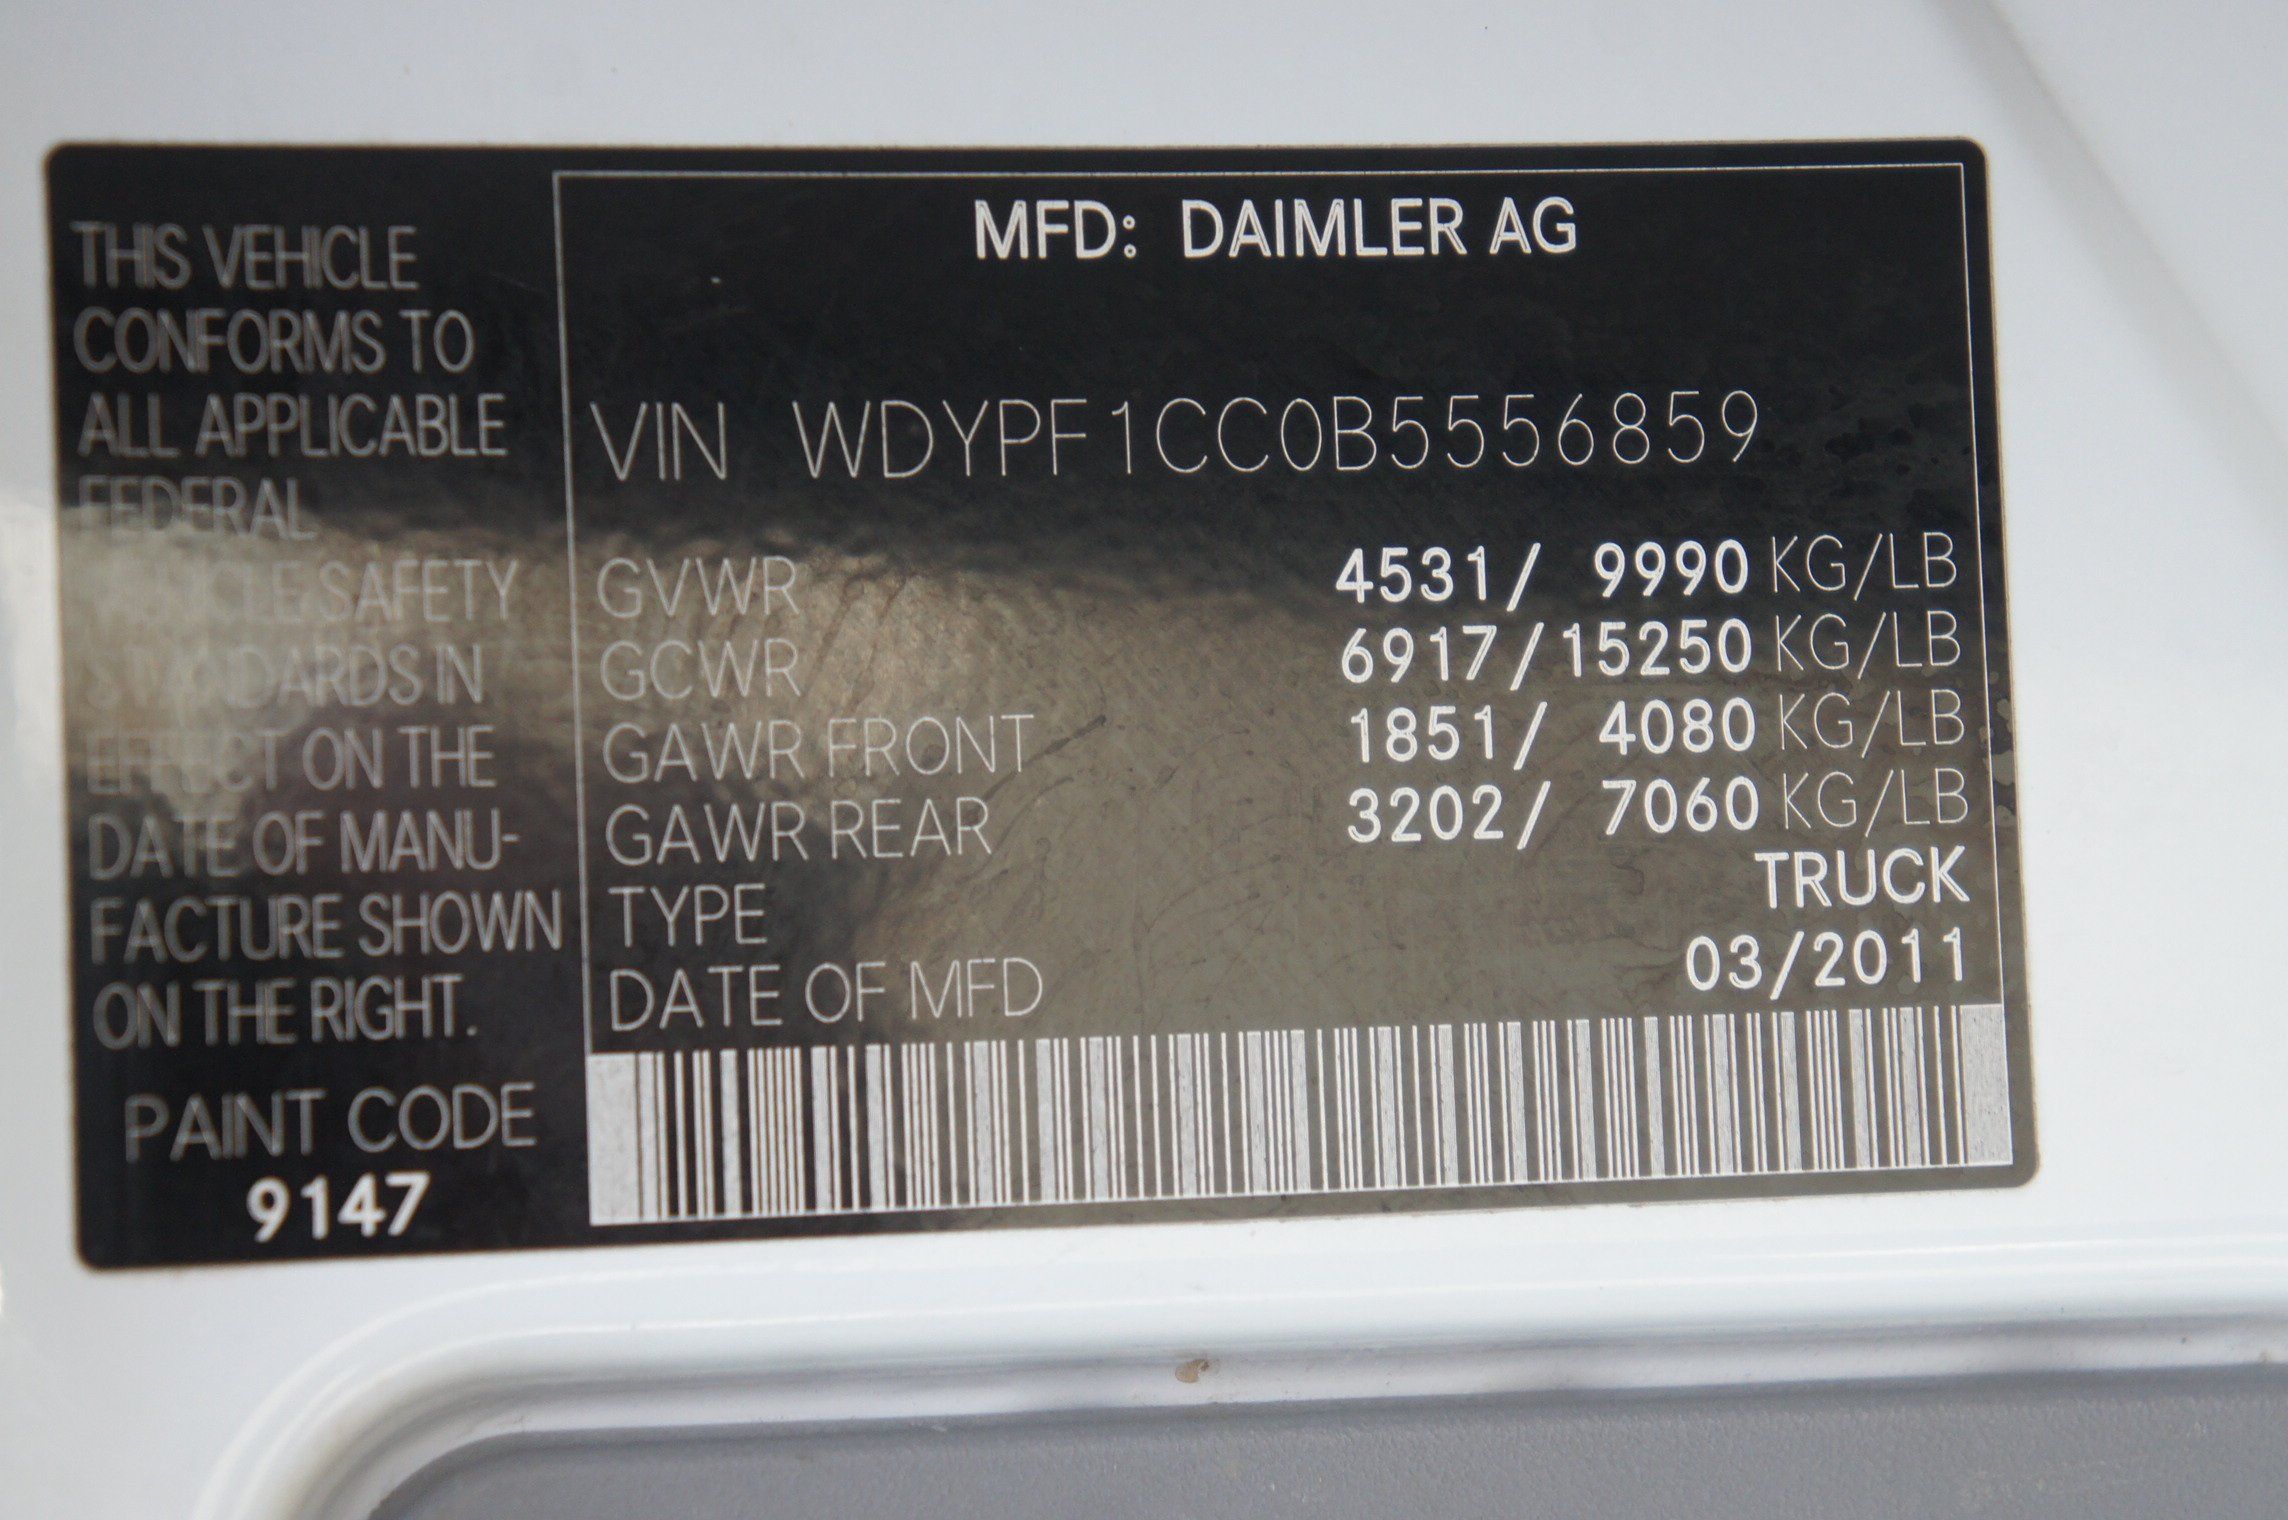 THIS VEHICLE
CONFORMS TO
ALL APPLICABLE
FEDERAL
VEHICLE SAFETY
STANDARDS IN
EFFECT ON THE
DATE OF MANU-
FACTURE SHOWN
ON THE RIGHT.
PAINT CODE
9147
MFD: DAIMLER AG
VIN WDYPF1CC0B5556859
GVWR 4531/ 9990 KG/LB
GCWR 6917/15250 KG/LB
GAWR FRONT 1851/ 4080 KG/LB
GAWR REAR 3202/ 7060 KG/LB
TYPE TRUCK
DATE OF MFD 03/2011